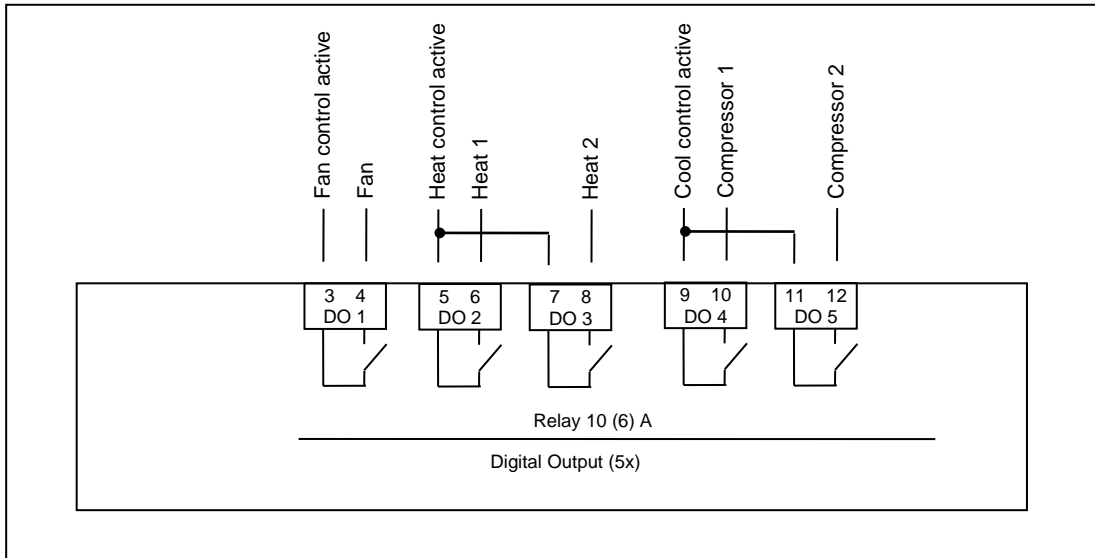 Fan control active
Fan
Heat control active
Heat 1
Heat 2
Cool control active
Compressor 1
Compressor 2
3 4
DO 1
5 6
DO 2
7 8
DO 3
9 10
DO 4
11 12
DO 5
Relay 10 (6) A
Digital Output (5x)